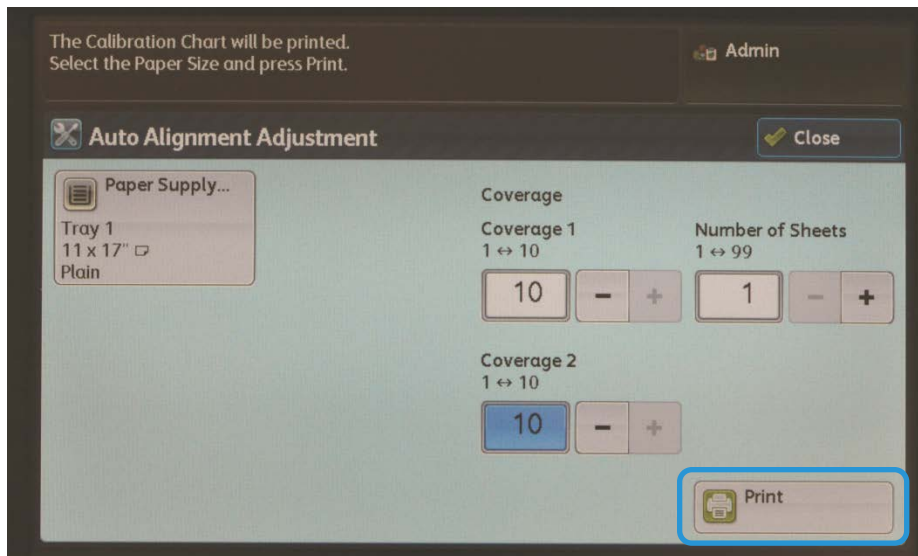 The Calibration Chart will be printed.
Select the Paper Size and press Print.
Admin
Auto Alignment Adjustment
Close
Paper Supply...
Tray 1
11 x 17"
Plain
Coverage
Coverage 1
1 ↔ 10
10 - +
Number of Sheets
1 ↔ 99
1 - +
Coverage 2
1 ↔ 10
10 - +
Print